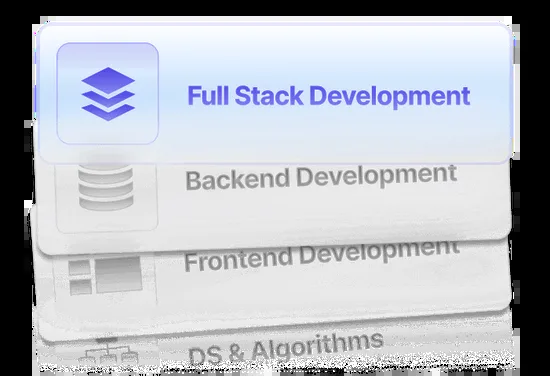 Full Stack Development
Backend Development
Frontend Development
DS & Algorithms